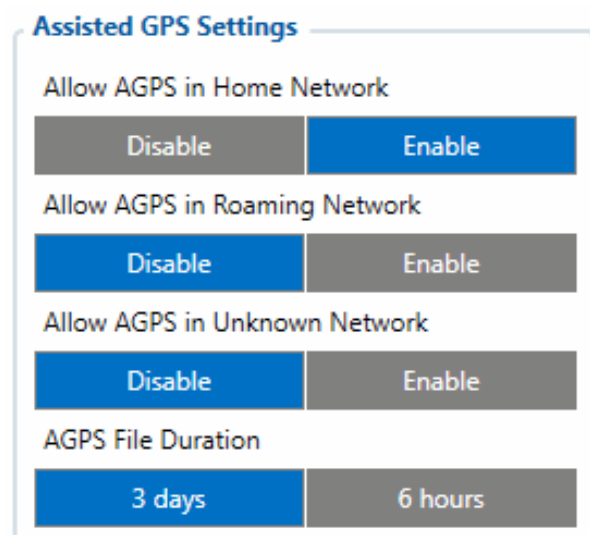 Assisted GPS Settings
Allow AGPS in Home Network
Disable Enable
Allow AGPS in Roaming Network
Disable Enable
Allow AGPS in Unknown Network
Disable Enable
AGPS File Duration
3 days 6 hours